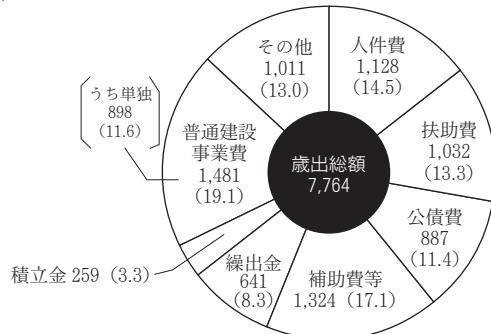 その他
1,011
(13.0)
人件費
1,128
(14.5)
うち単独
898
(11.6)
普通建設
事業費
1,481
(19.1)
歳出総額
7,764
扶助費
1,032
(13.3)
公債費
887
(11.4)
積立金 259 (3.3)
繰出金
641
(8.3)
補助費等
1,324 (17.1)